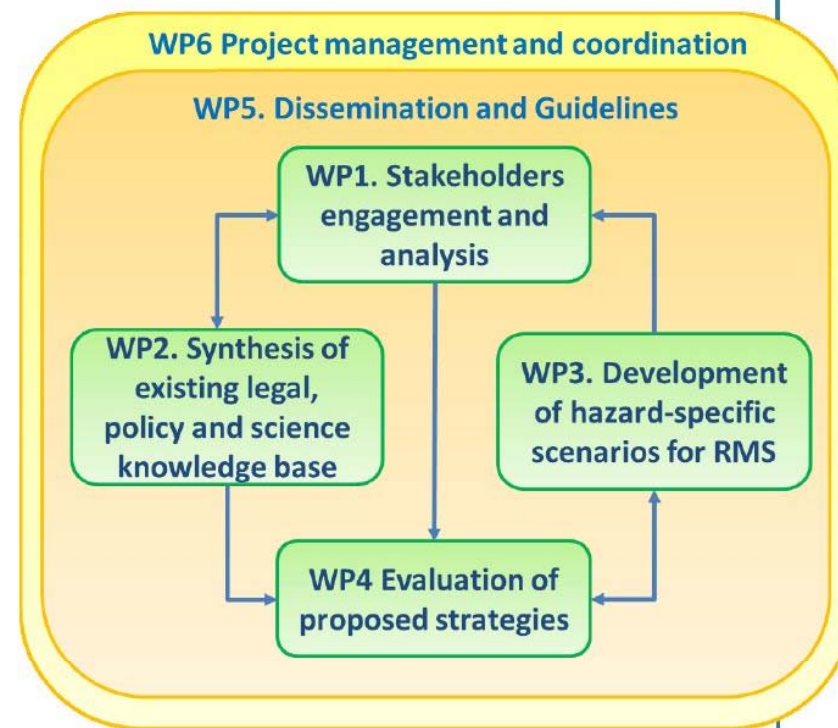 WP6 Project management and coordination
WP5. Dissemination and Guidelines
WP1. Stakeholders
engagement and
analysis
WP2. Synthesis of
existing legal,
policy and science
knowledge base
WP3. Development
of hazard-specific
scenarios for RMS
WP4 Evaluation of
proposed strategies